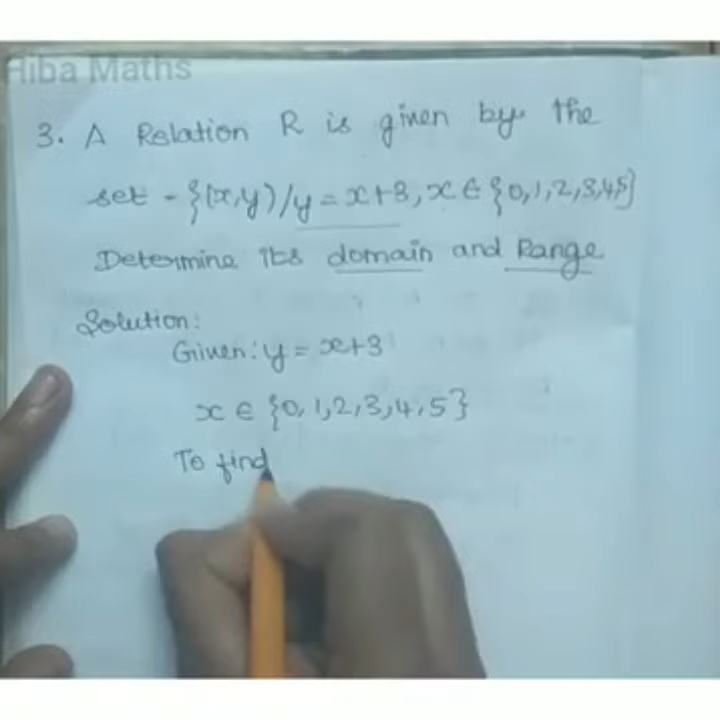 Hiba Maths
3. A Relation R is given by the
set - {(x,y)/y = x+3, x ∈ {0,1,2,3,4,5}
Determine its domain and Range
Solution:
Given: y = x+3
x ∈ {0,1,2,3,4,5}
To find